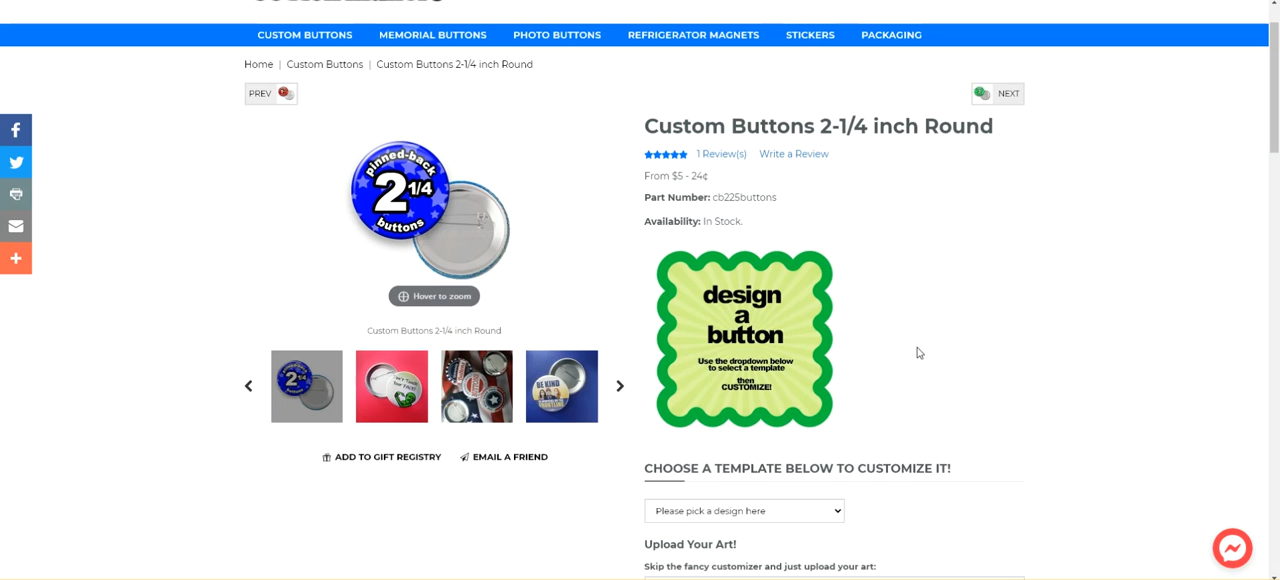 CUSTOM BUTTONS MEMORIAL BUTTONS PHOTO BUTTONS REFRIGERATOR MAGNETS STICKERS PACKAGING
Home | Custom Buttons | Custom Buttons 2-1/4 inch Round
PREV
NEXT
pinned-back
2 1/4
buttons
Hover to zoom
Custom Buttons 2-1/4 inch Round
BE KIND
ADD TO GIFT REGISTRY EMAIL A FRIEND
Custom Buttons 2-1/4 inch Round
1 Review(s) Write a Review
From $5 - 24¢
Part Number: cb225buttons
Availability: In Stock.
design
a
button
Use the dropdown below
to select a template
then
CUSTOMIZE!
CHOOSE A TEMPLATE BELOW TO CUSTOMIZE IT!
Please pick a design here
Upload Your Art!
Skip the fancy customizer and just upload your art: